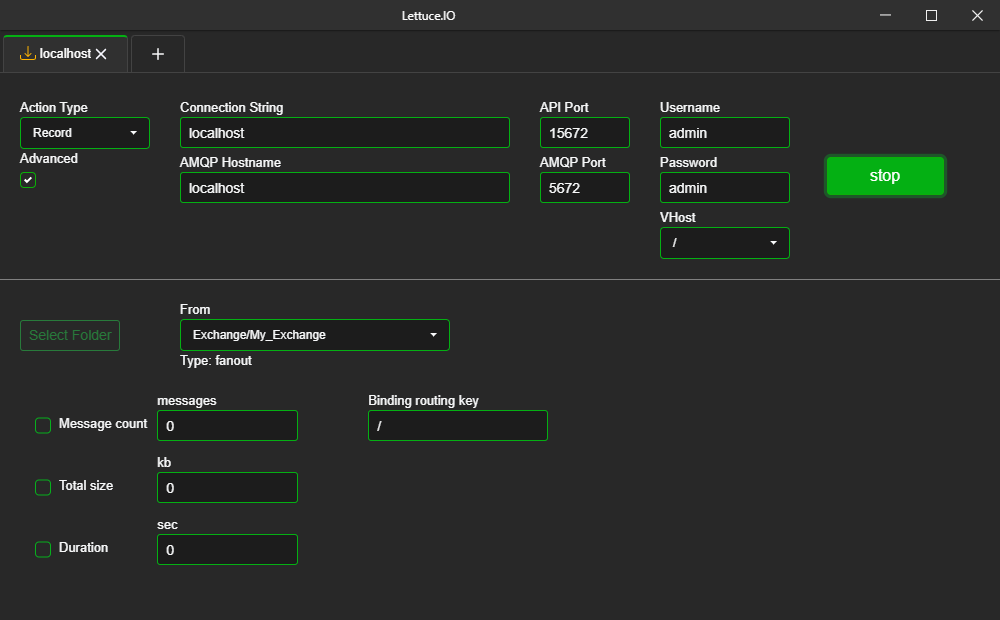 Lettuce.IO
localhost
+
Action Type
Connection String
API Port
Username
Record
localhost
15672
admin
Advanced
AMQP Hostname
AMQP Port
Password
localhost
5672
admin
stop
VHost
/
From
Select Folder
Exchange/My_Exchange
Type: fanout
messages
Binding routing key
Message count
0
/
kb
Total size
0
sec
Duration
0